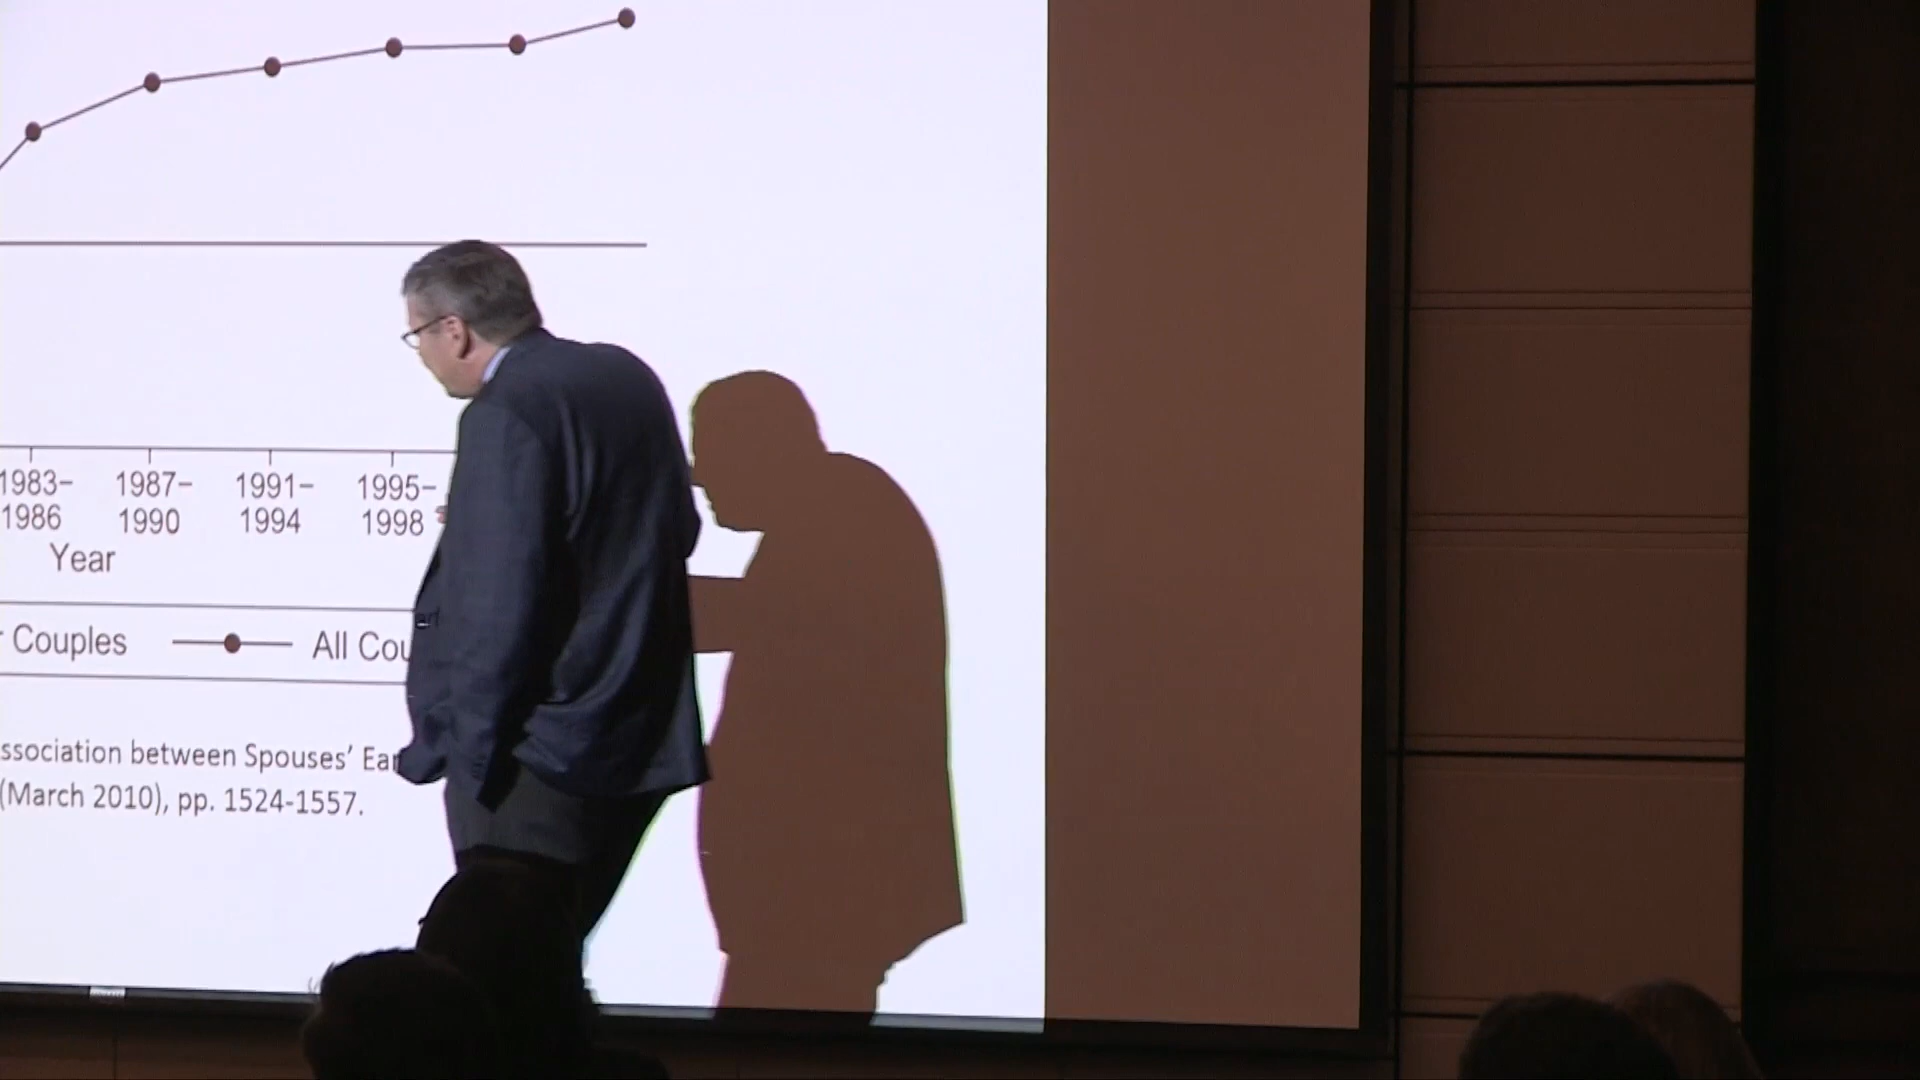 1983– 1987– 1991– 1995–
1986 1990 1994 1998
Year
Couples All Cou
ssociation between Spouses’ Ear
(March 2010), pp. 1524-1557.